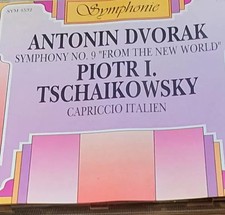 Symphonie
ANTONIN DVORAK
SYMPHONY NO. 9 "FROM THE NEW WORLD"
PIOTR I.
TSCHAIKOWSKY
CAPRICCIO ITALIEN